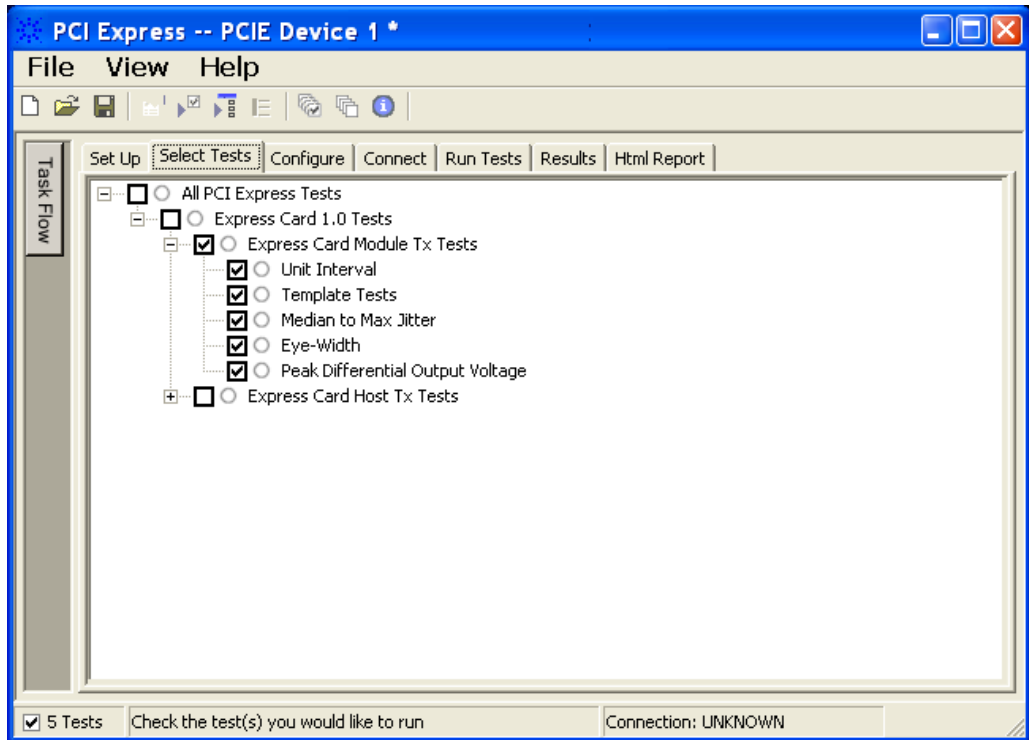 PCI Express -- PCIE Device 1 *
File View Help
Task Flow
Set Up Select Tests Configure Connect Run Tests Results Html Report
All PCI Express Tests
Express Card 1.0 Tests
Express Card Module Tx Tests
Unit Interval
Template Tests
Median to Max Jitter
Eye-Width
Peak Differential Output Voltage
Express Card Host Tx Tests
5 Tests Check the test(s) you would like to run Connection: UNKNOWN